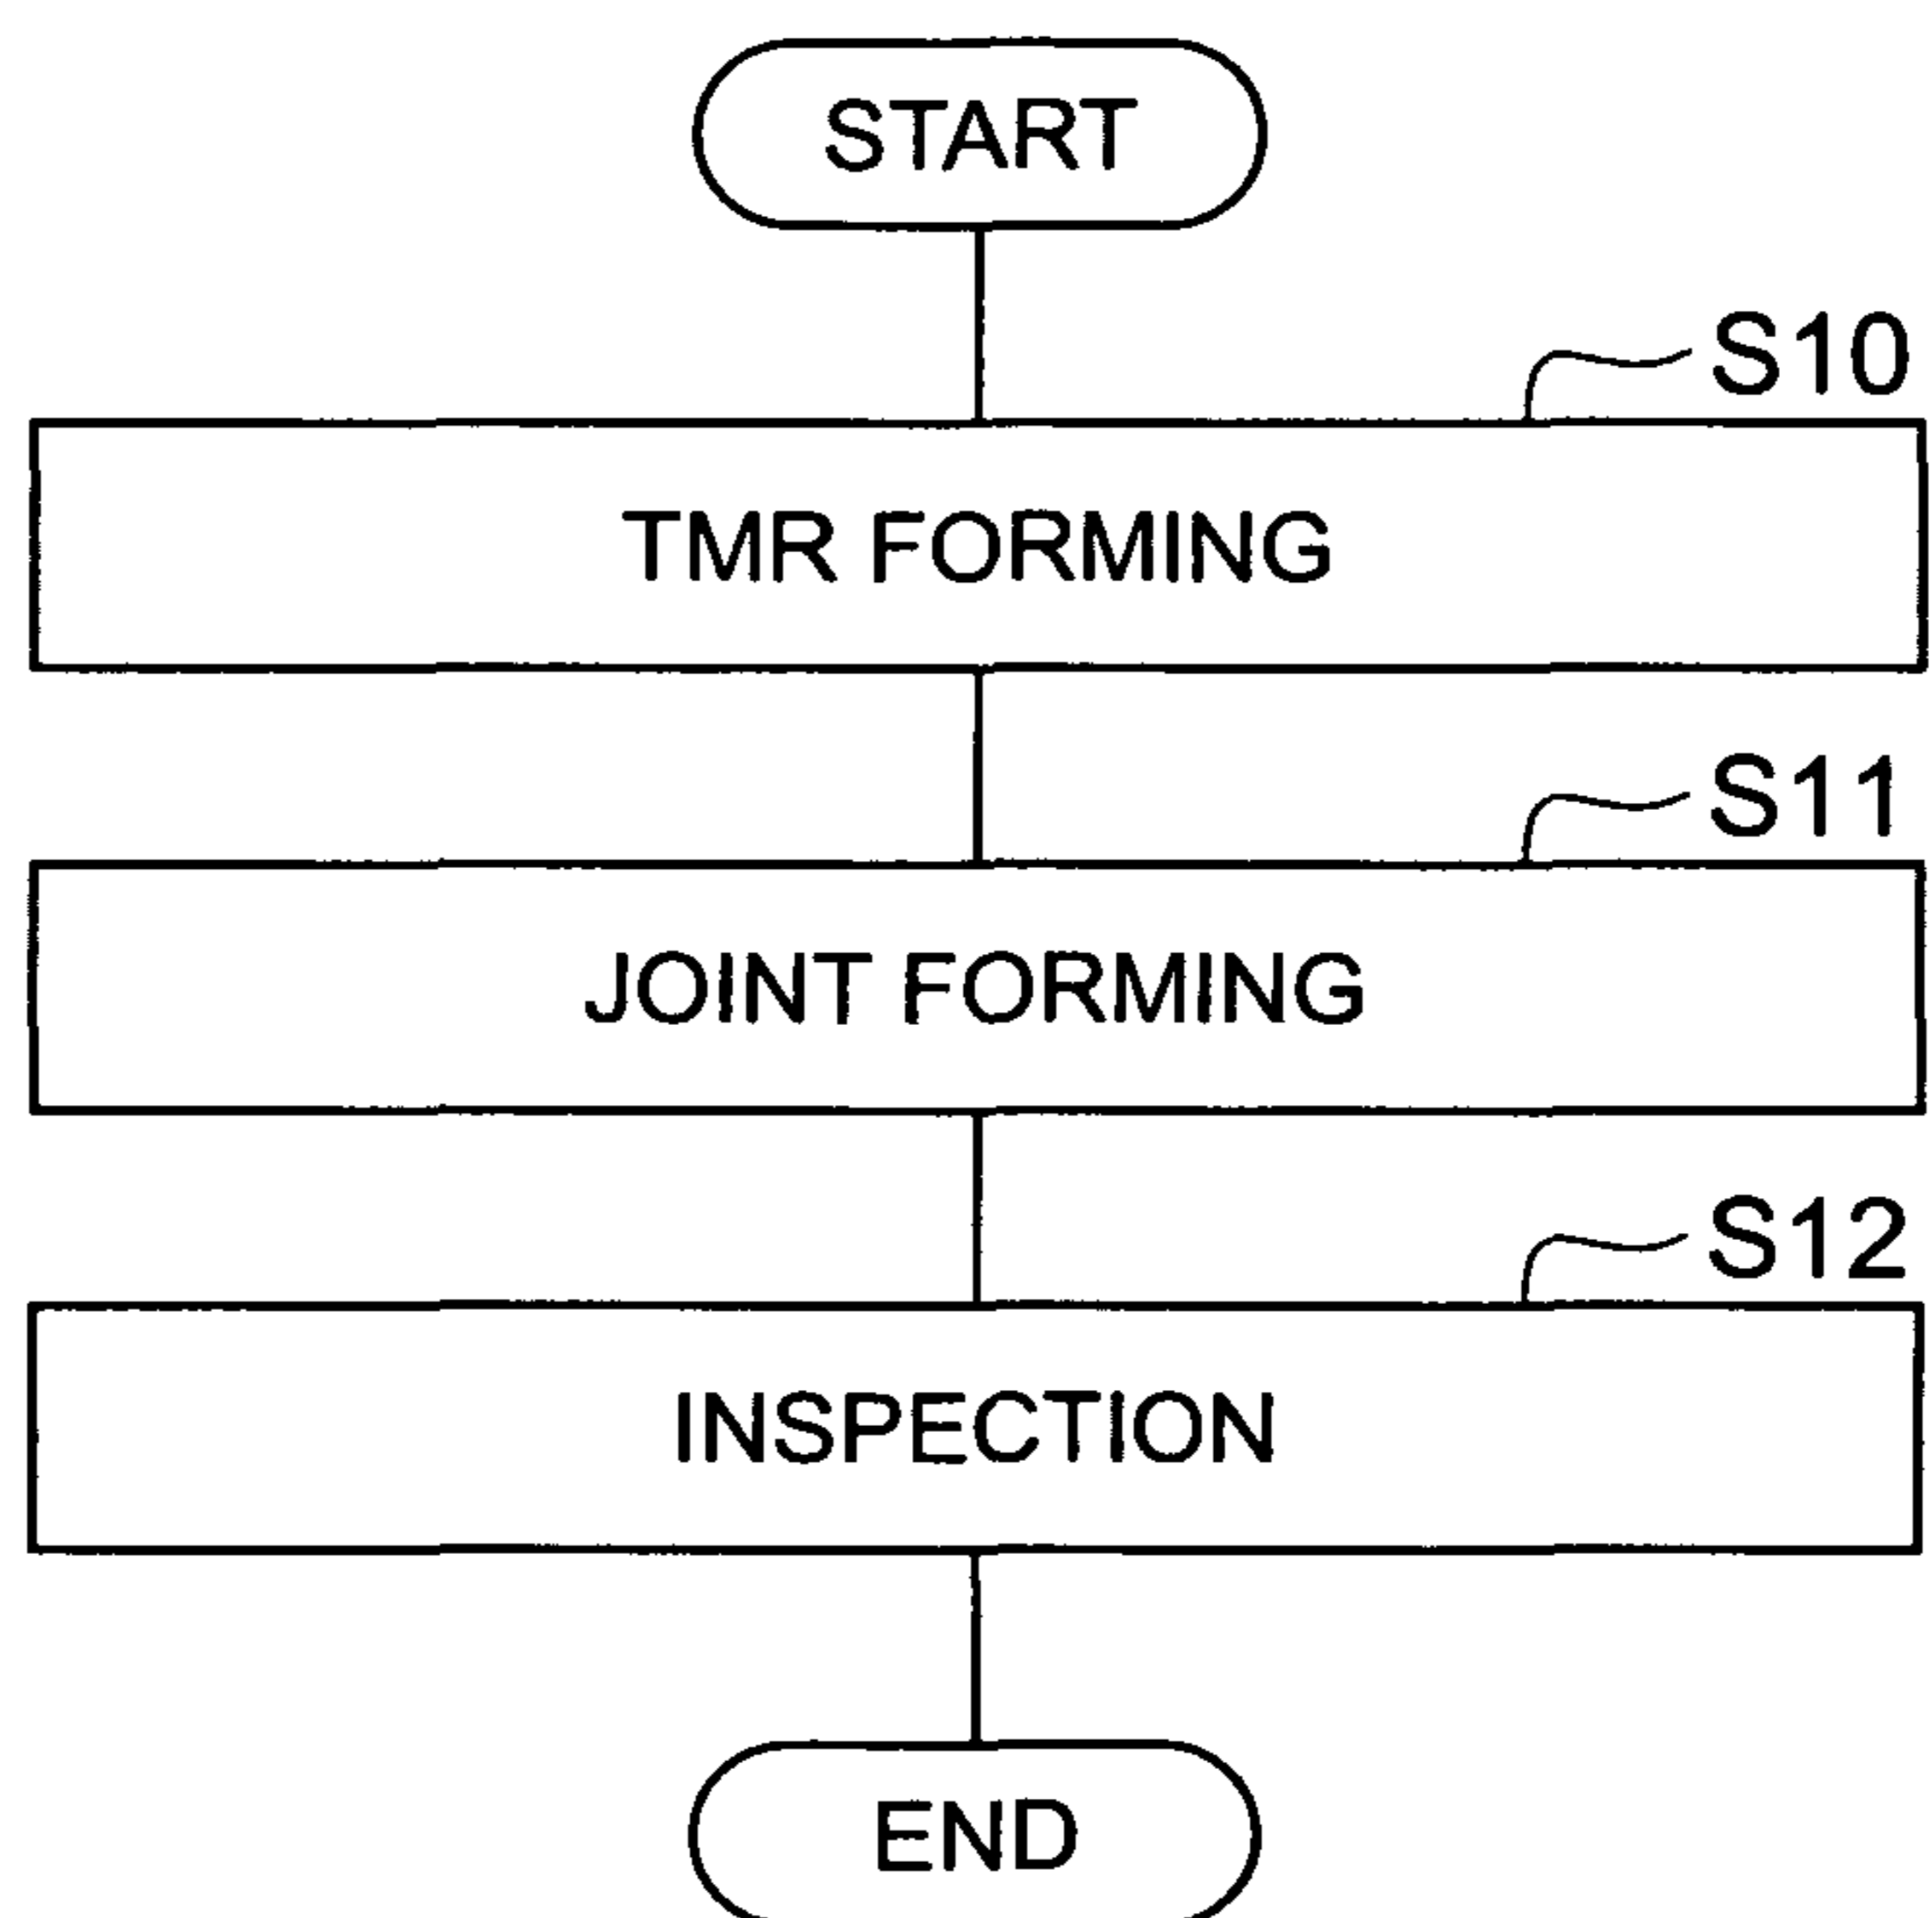 START
S10
TMR FORMING
S11
JOINT FORMING
S12
INSPECTION
END